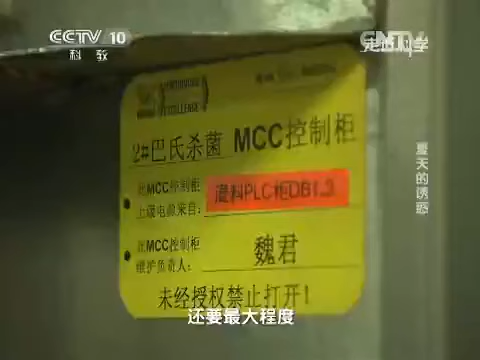 CCTV 10
科教
CNTV
走近科学
夏天的诱惑
EXCELLENCE
2#巴氏杀菌 MCC控制柜
此MCC控制柜
上级电源来自：
混料PLC柜DB1.3
此MCC控制柜
维护负责人：
魏君
未经授权禁止打开！
还要最大程度